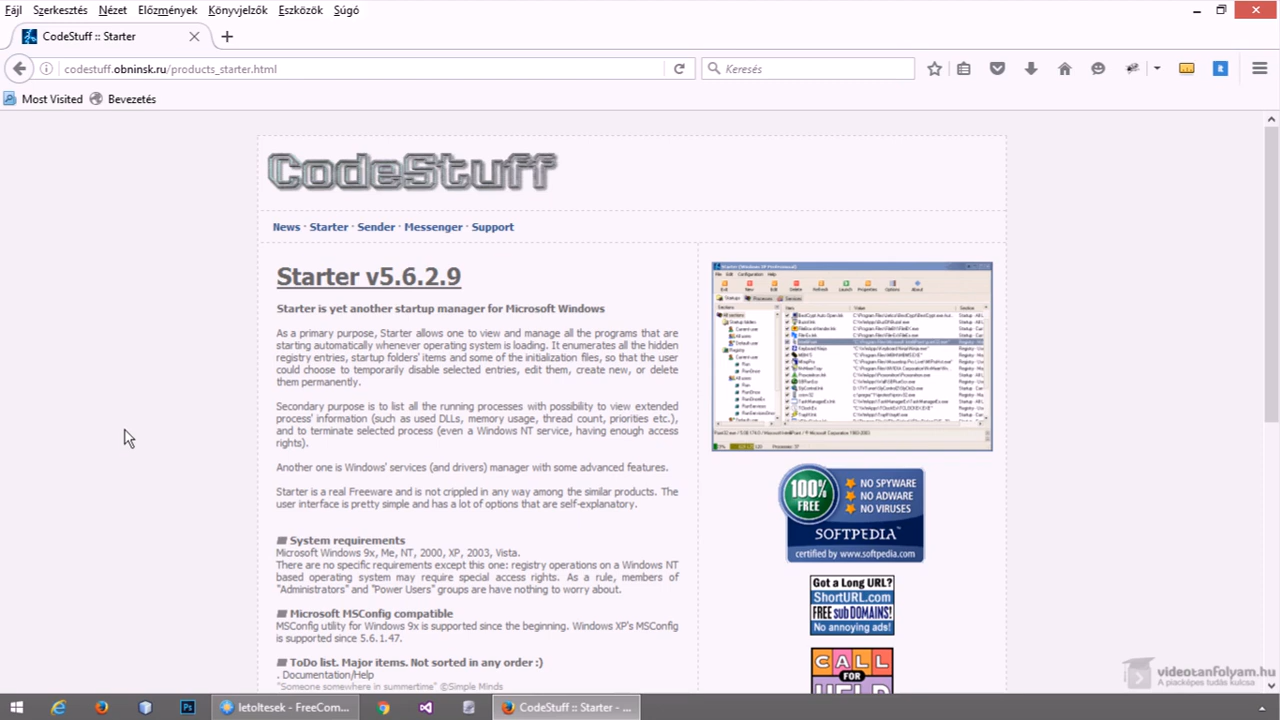 Fájl Szerkesztés Nézet Előzmények Könyvjelzők Eszközök Súgó
CodeStuff :: Starter
codestuff.obninsk.ru/products_starter.html
Keresés
Most Visited Bevezetés
CodeStuff
News · Starter · Sender · Messenger · Support
Starter v5.6.2.9
Starter is yet another startup manager for Microsoft Windows
As a primary purpose, Starter allows one to view and manage all the programs that are
starting automatically whenever operating system is loading. It enumerates all the hidden
registry entries, startup folders' items and some of the initialization files, so that the user
could choose to temporarily disable selected entries, edit them, create new, or delete
them permanently.
Secondary purpose is to list all the running processes with possibility to view extended
process' information (such as used DLLs, memory usage, thread count, priorities etc.),
and to terminate selected process (even a Windows NT service, having enough access
rights).
Another one is Windows' services (and drivers) manager with some advanced features.
Starter is a real Freeware and is not crippled in any way among the similar products. The
user interface is pretty simple and has a lot of options that are self-explanatory.
System requirements
Microsoft Windows 9x, Me, NT, 2000, XP, 2003, Vista.
There are no specific requirements except this one: registry operations on a Windows NT
based operating system may require special access rights. As a rule, members of
"Administrators" and "Power Users" groups are have nothing to worry about.
Microsoft MSConfig compatible
MSConfig utility for Windows 9x is supported since the beginning. Windows XP's MSConfig
is supported since 5.6.1.47.
ToDo list. Major items. Not sorted in any order :)
. Documentation/Help
"Someone somewhere in summertime" ©Simple Minds
100% FREE
NO SPYWARE
NO ADWARE
NO VIRUSES
SOFTPEDIA™
certified by www.softpedia.com
Got a Long URL?
ShortURL.com
FREE SUB DOMAINS!
No annoying ads!
CALL
FOR
HELP
videotanfolyam.hu
A piacképes tudás kulcsa
letoltesek - FreeCom...
CodeStuff :: Starter - ...